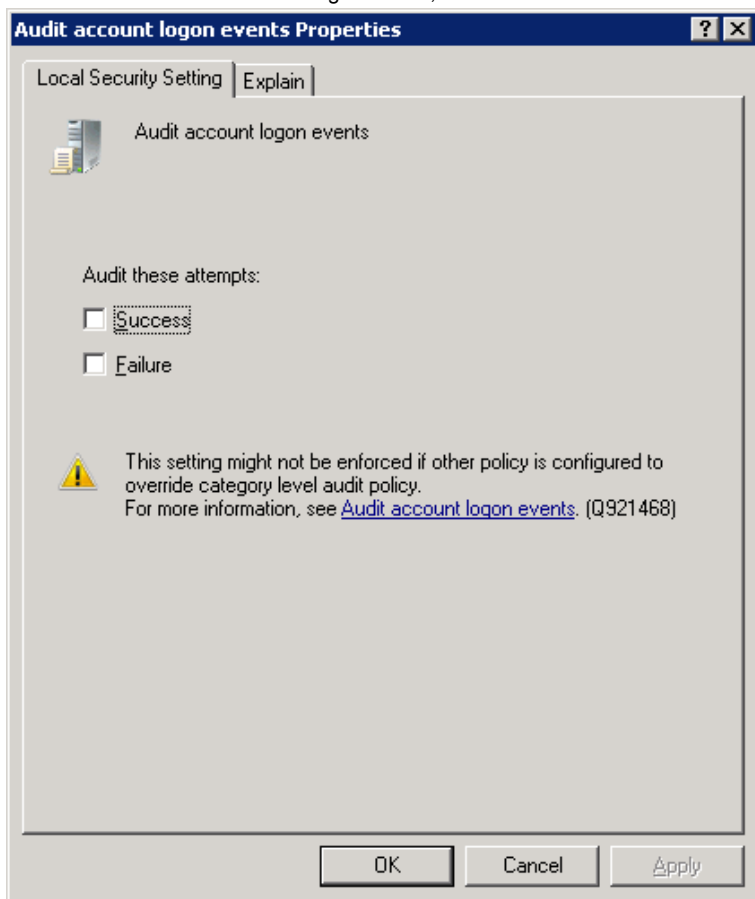 Audit account logon events Properties
Local Security Setting
Explain
Audit account logon events
Audit these attempts:
Success
Failure
This setting might not be enforced if other policy is configured to
override category level audit policy.
For more information, see Audit account logon events. (Q921468)
OK
Cancel
Apply